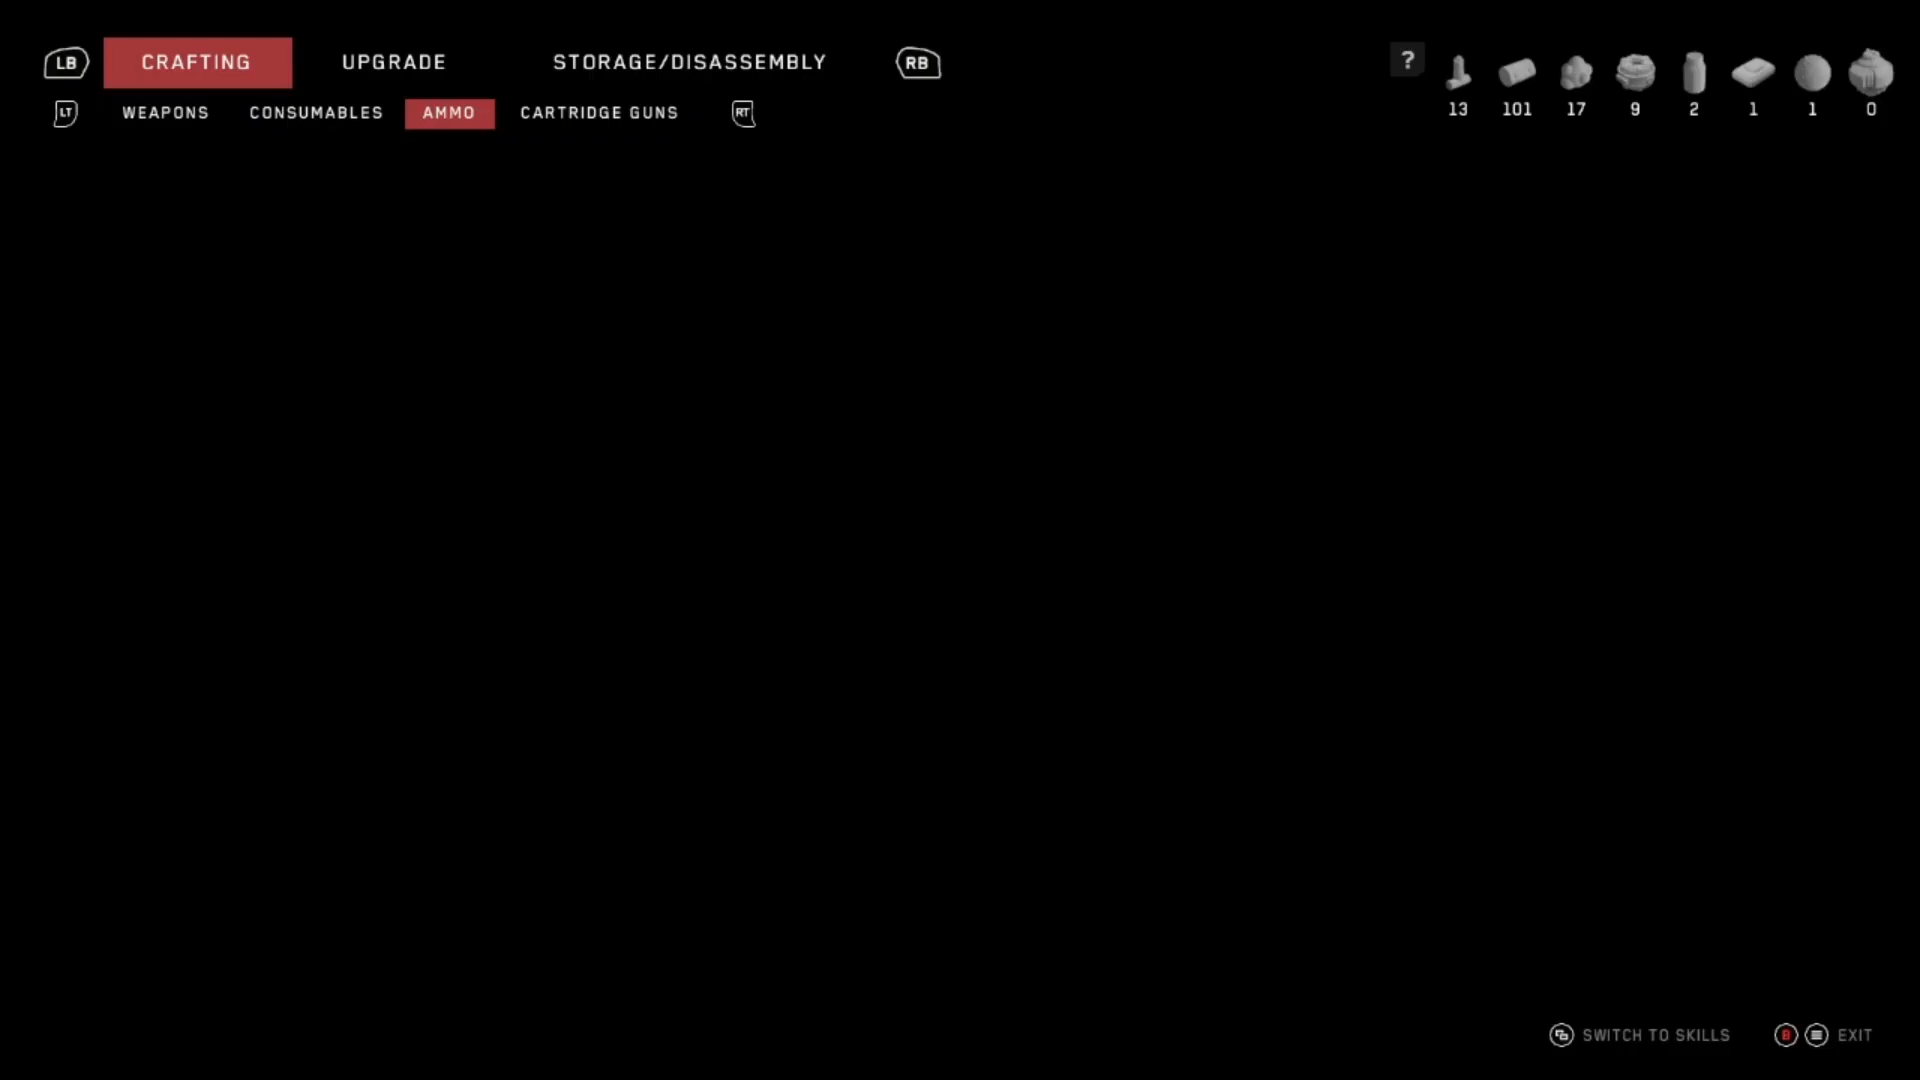 LB CRAFTING UPGRADE STORAGE/DISASSEMBLY RB ?
LT WEAPONS CONSUMABLES AMMO CARTRIDGE GUNS RT
13 101 17 9 2 1 1 0
SWITCH TO SKILLS B EXIT